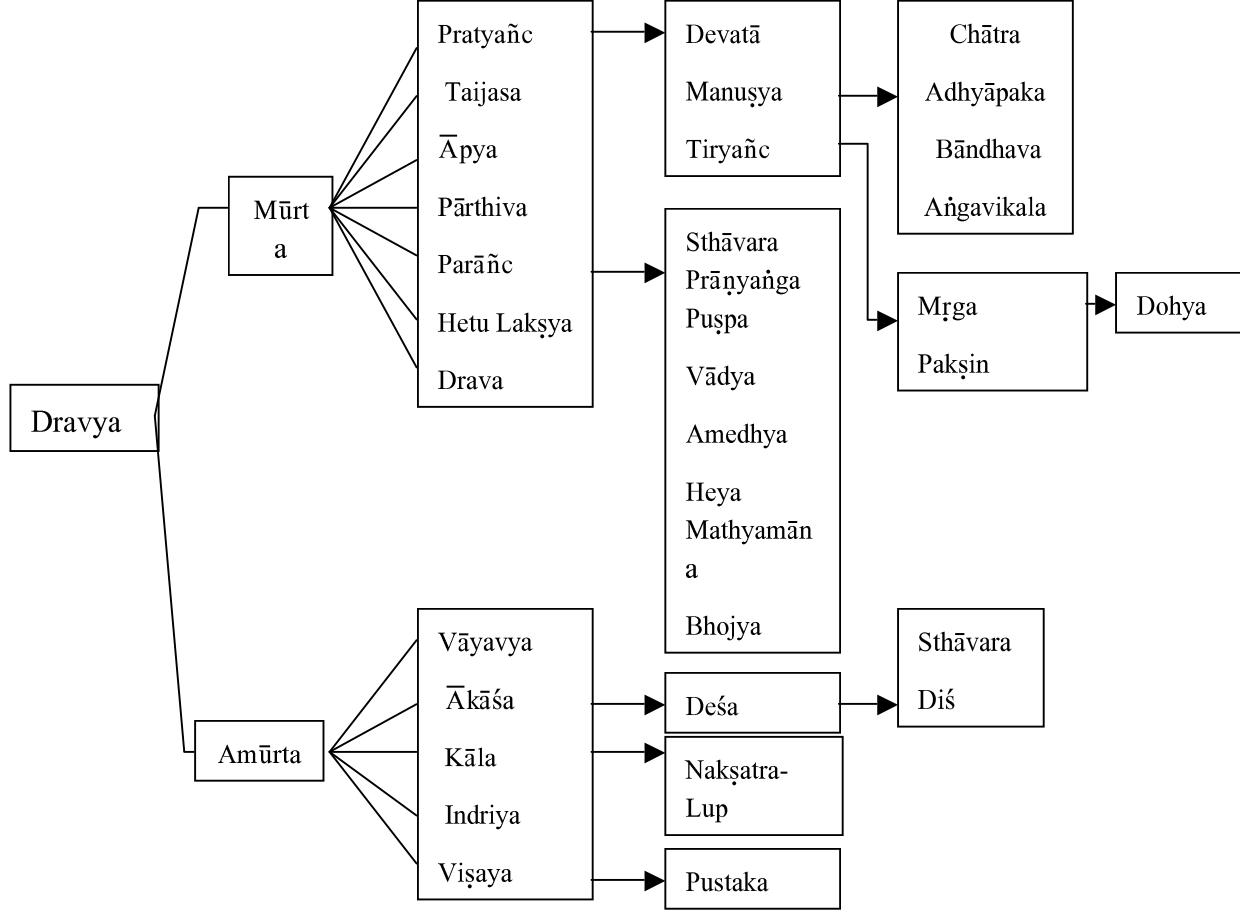 Dravya
Mūrt
a
Amūrta
Pratyañc
Taijasa
Āpya
Pārthiva
Parāñc
Hetu Lakṣya
Drava
Vāyavya
Ākāśa
Kāla
Indriya
Viṣaya
Devatā
Manuṣya
Tiryañc
Sthāvara
Prāṇyaṅga
Puṣpa
Vādya
Amedhya
Heya
Mathyamān
a
Bhojya
Deśa
Nakṣatra-
Lup
Pustaka
Chātra
Adhyāpaka
Bāndhava
Aṅgavikala
Mṛga
Pakṣin
Dohya
Sthāvara
Diś